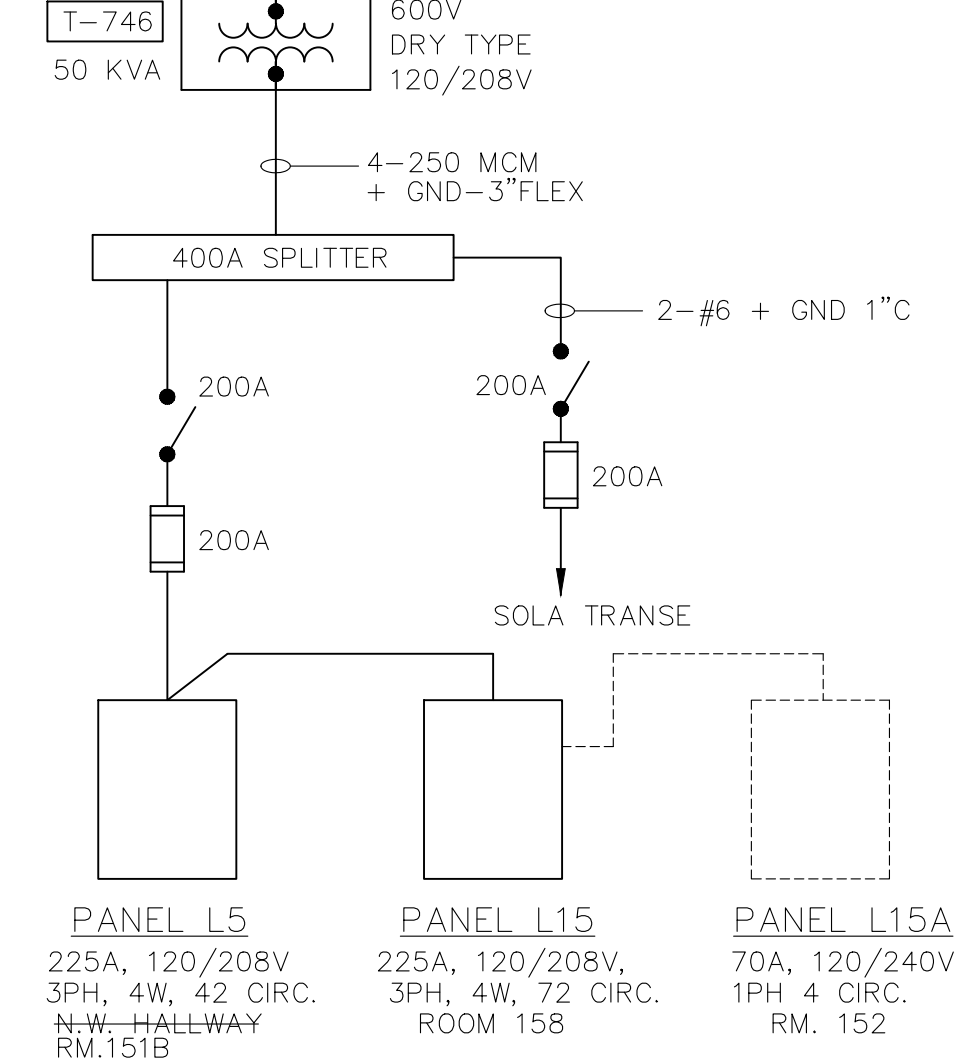 T-746
50 KVA
600V
DRY TYPE
120/208V
4-250 MCM
+ GND-3"FLEX
400A SPLITTER
2-#6 + GND 1"C
200A
200A
200A
200A
SOLA TRANSE
PANEL L5
225A, 120/208V
3PH, 4W, 42 CIRC.
N.W. HALLWAY
RM.151B
PANEL L15
225A, 120/208V,
3PH, 4W, 72 CIRC.
ROOM 158
PANEL L15A
70A, 120/240V
1PH 4 CIRC.
RM. 152